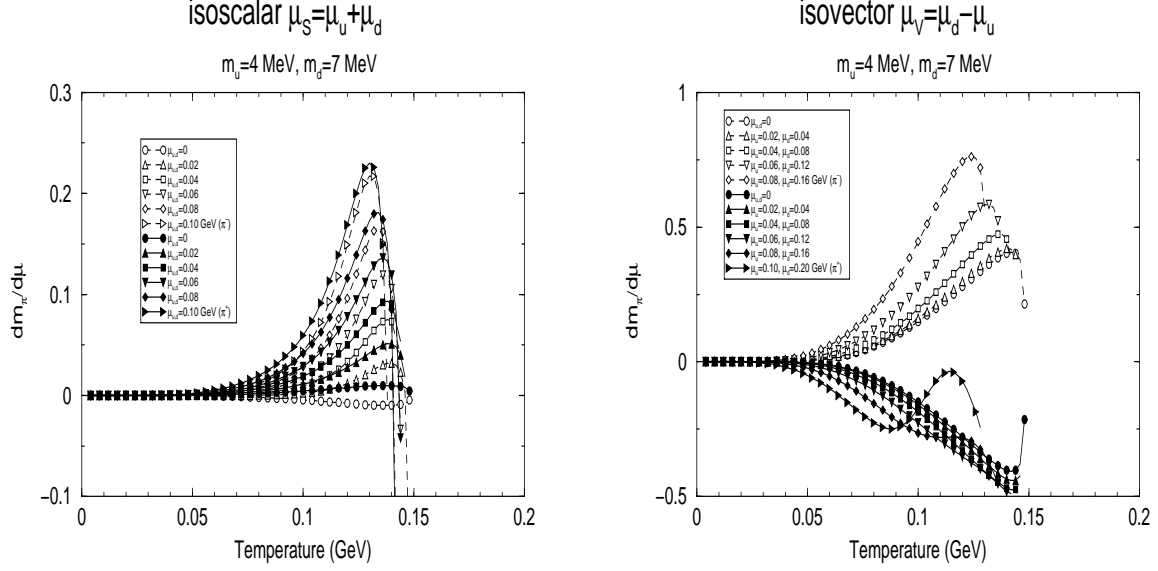 isoscalar μS=μu+μd
mu=4 MeV, md=7 MeV
0.3
0.2
0.1
0
−0.1
dmπ/dμ
μu,d=0
μu,d=0.02
μu,d=0.04
μu,d=0.06
μu,d=0.08
μu,d=0.10 GeV (π−)
μu,d=0
μu,d=0.02
μu,d=0.04
μu,d=0.06
μu,d=0.08
μu,d=0.10 GeV (π+)
0
0.05
0.1
0.15
0.2
Temperature (GeV)
isovector μV=μd−μu
mu=4 MeV, md=7 MeV
1
0.5
0
−0.5
dmπ/dμ
μu,d=0
μu=0.02, μd=0.04
μu=0.04, μd=0.08
μu=0.06, μd=0.12
μu=0.08, μd=0.16 GeV (π−)
μu,d=0
μu=0.02, μd=0.04
μu=0.04, μd=0.08
μu=0.06, μd=0.12
μu=0.08, μd=0.16
μu=0.10, μd=0.20 GeV (π+)
0
0.05
0.1
0.15
0.2
Temperature (GeV)